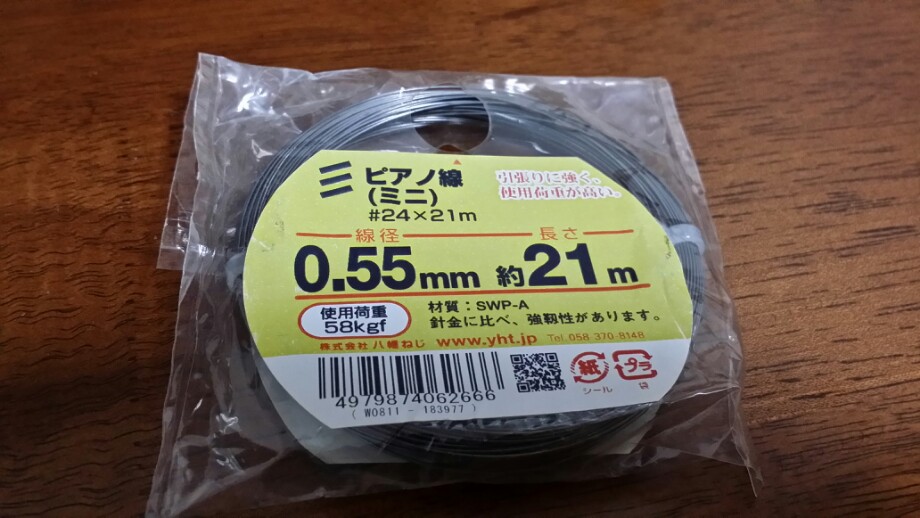 ピアノ線
(ミニ)
#24×21m
引張りに強く。
使用荷重が高い。
線径
長さ
0.55mm 約21m
使用荷重
58kgf
材質：SWP-A
針金に比べ、強靱性があります。
株式会社 八幡ねじ www.yht.jp Tel.058-370-8148
4979874062666
( W0811 - 183977 )
紙
シール
プラ
袋